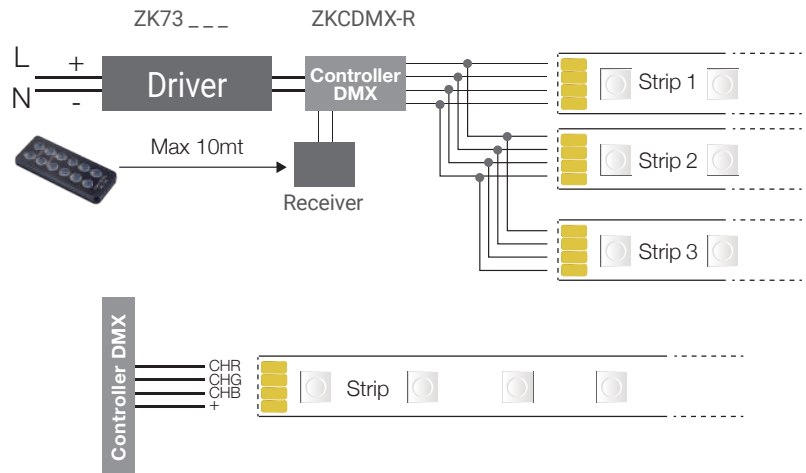 ZK73 _ _ _ ZKCDMX-R
L + Driver Controller DMX Strip 1
N -
Max 10mt Strip 2
Receiver
Strip 3
Controller DMX
CHR
CHG Strip
CHB
+